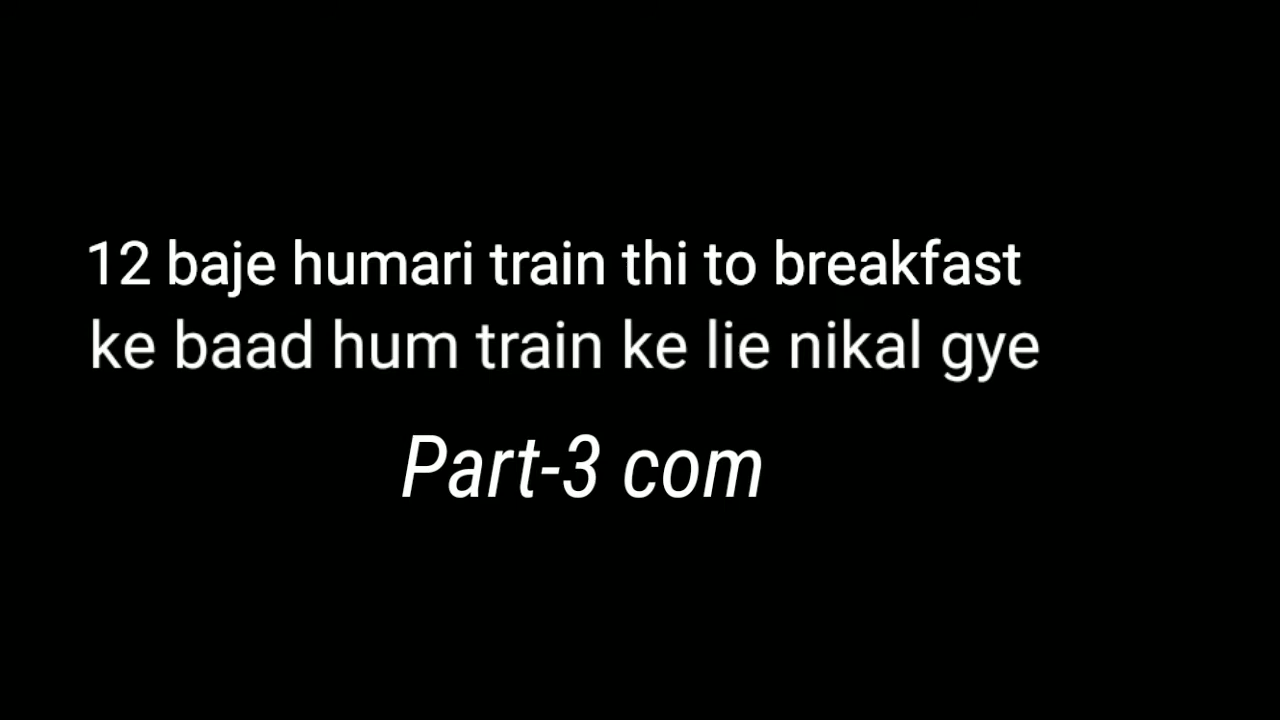 12 baje humari train thi to breakfast
ke baad hum train ke lie nikal gye
Part-3 com